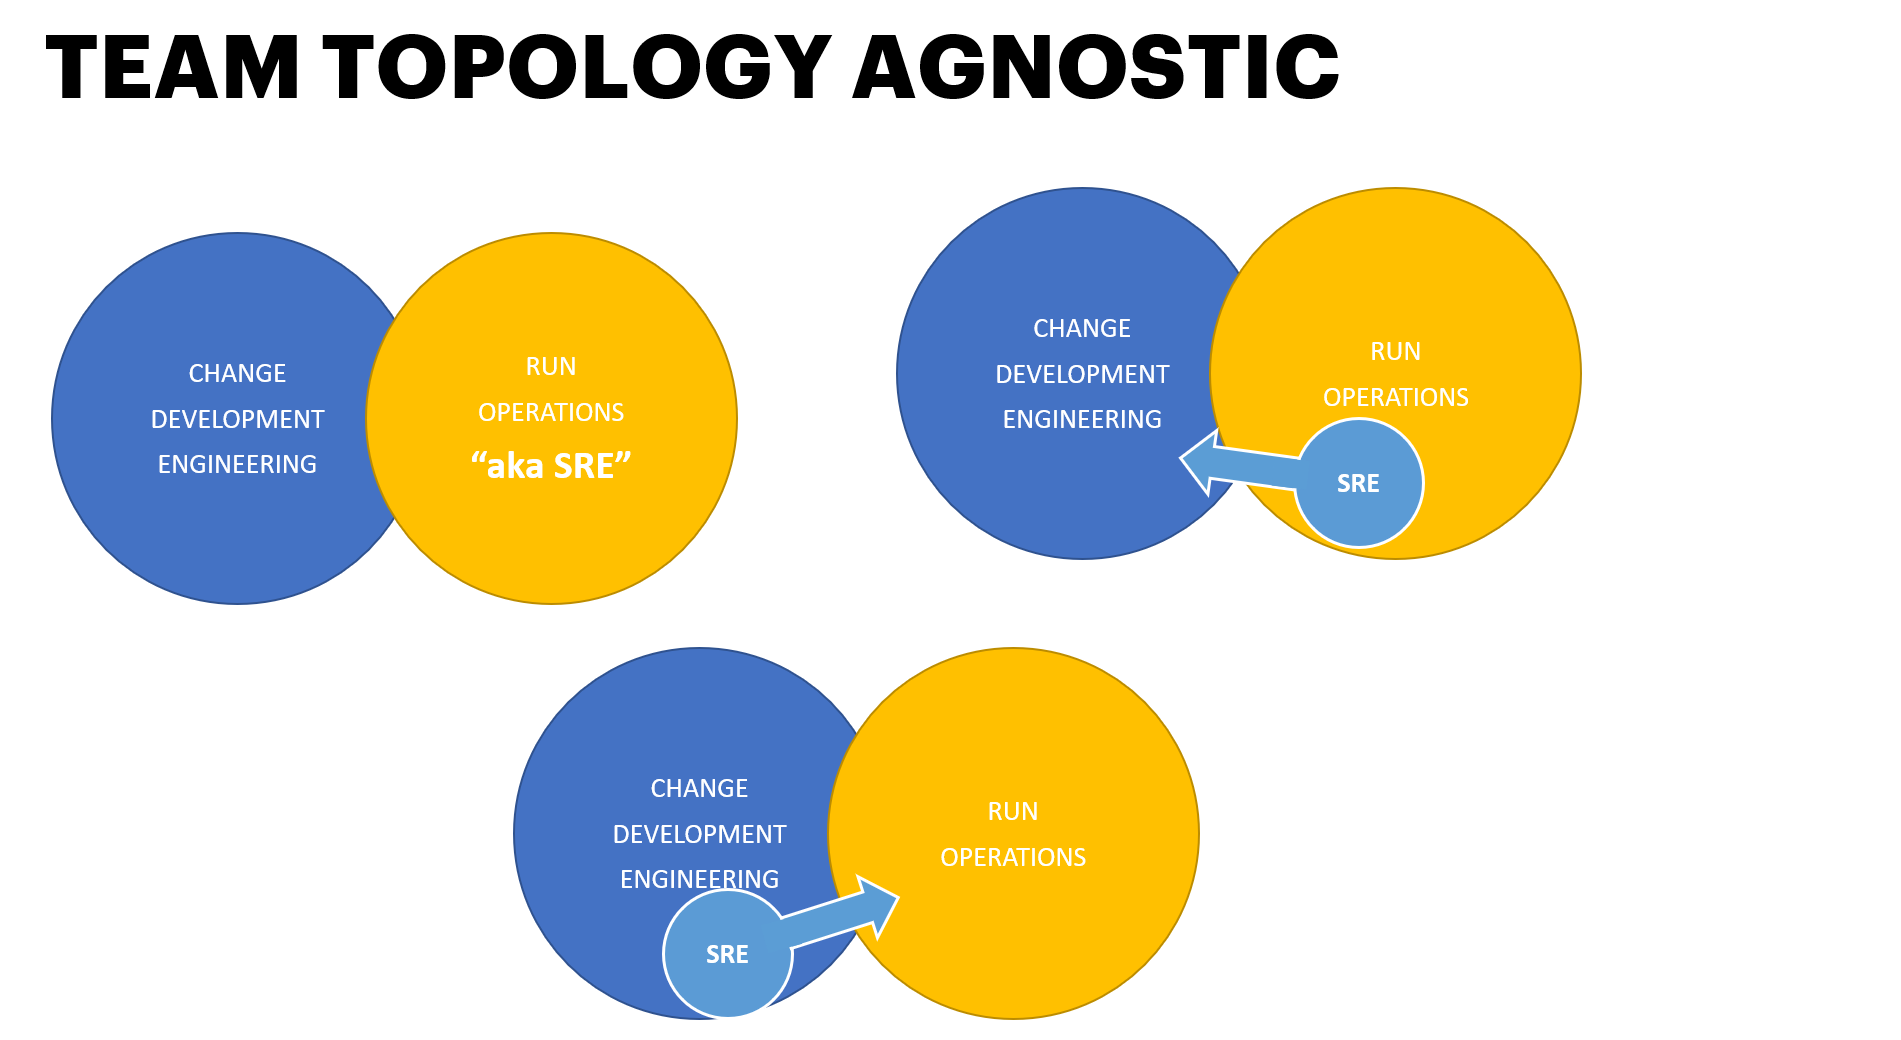 TEAM TOPOLOGY AGNOSTIC
CHANGE
DEVELOPMENT
ENGINEERING
RUN
OPERATIONS
“aka SRE”
CHANGE
DEVELOPMENT
ENGINEERING
RUN
OPERATIONS
SRE
CHANGE
DEVELOPMENT
ENGINEERING
SRE
RUN
OPERATIONS